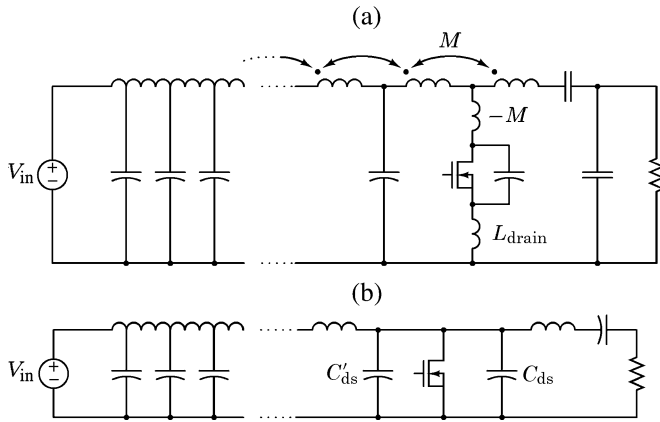 (a)
M
−M
V_in
+
−
L_drain
(b)
V_in
+
−
C'_ds
C_ds